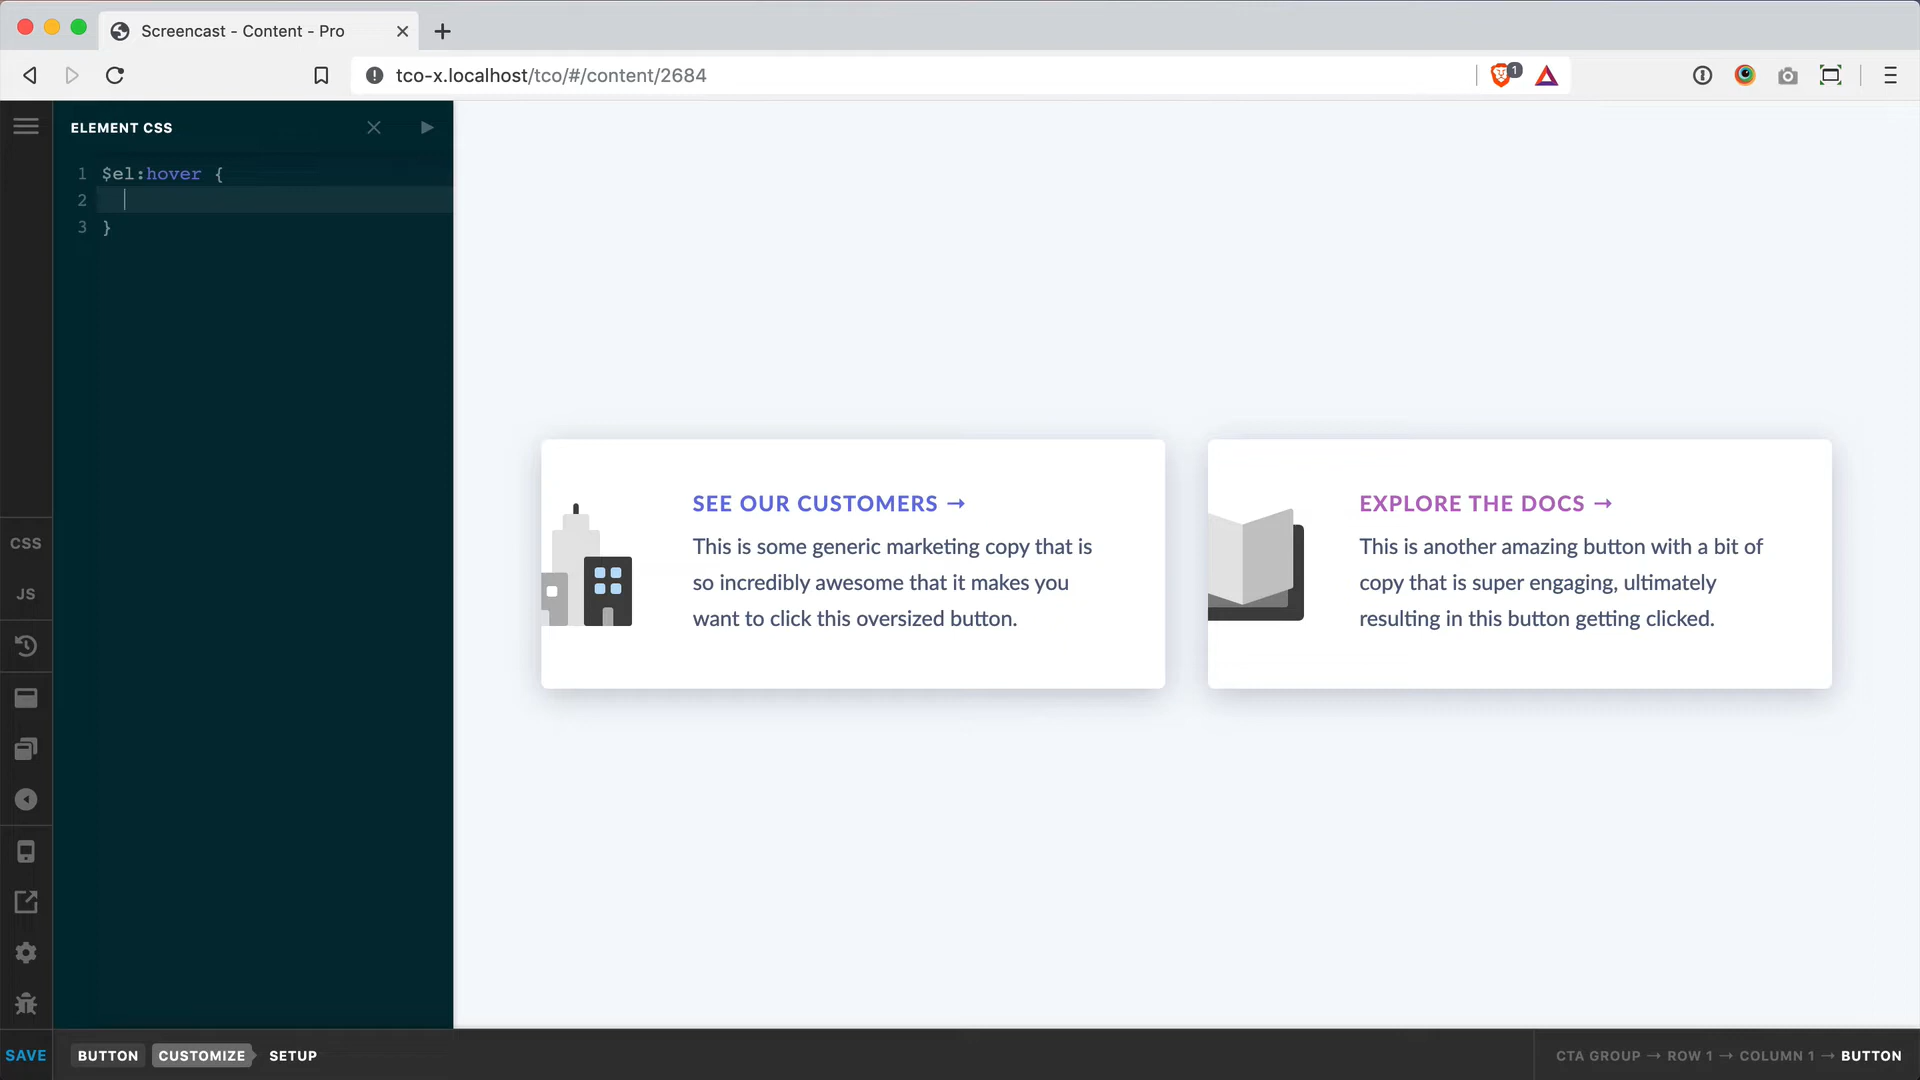 Screencast - Content - Pro
tco-x.localhost/tco/#/content/2684
1
ELEMENT CSS
1 $el:hover {
2
3 }
CSS
JS
SEE OUR CUSTOMERS →
This is some generic marketing copy that is
so incredibly awesome that it makes you
want to click this oversized button.
EXPLORE THE DOCS →
This is another amazing button with a bit of
copy that is super engaging, ultimately
resulting in this button getting clicked.
SAVE
BUTTON CUSTOMIZE SETUP
CTA GROUP → ROW 1 → COLUMN 1 → BUTTON